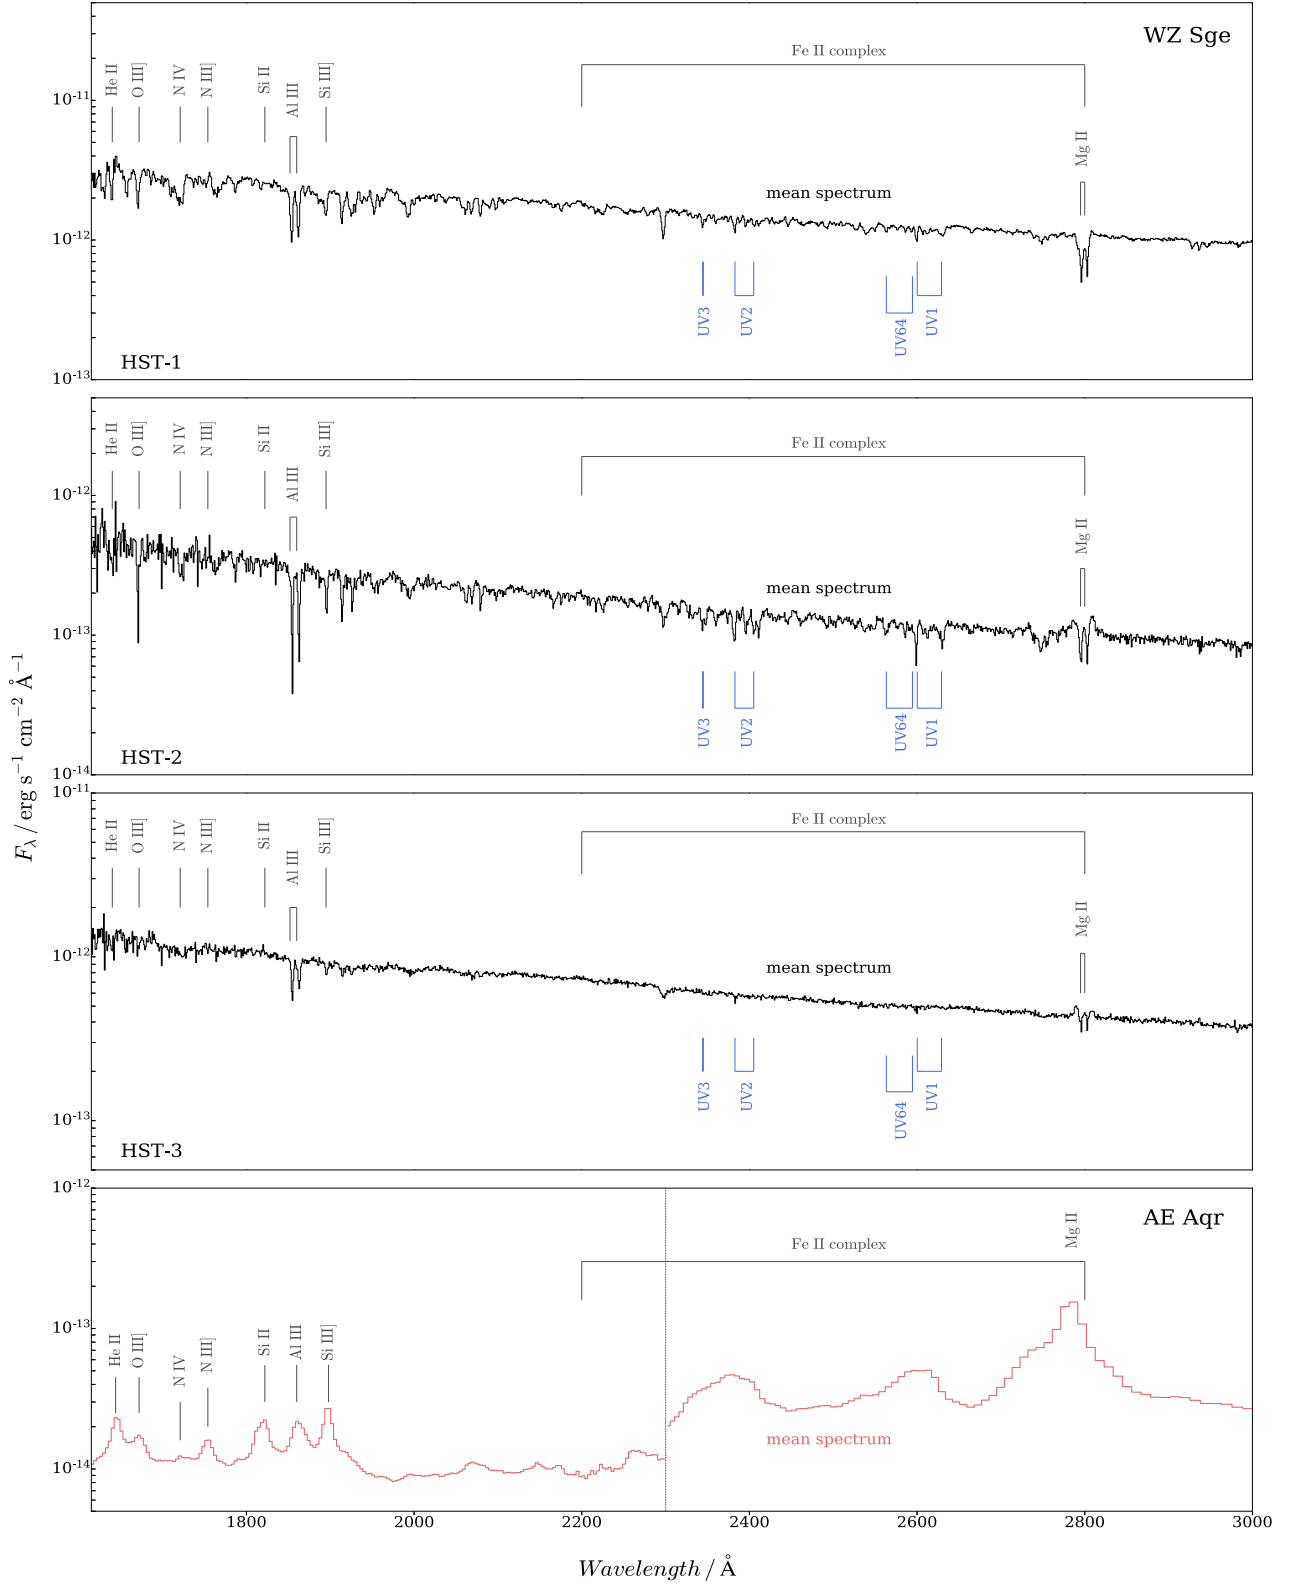 WZ Sge
Fe II complex
He II
O III]
N IV
N III]
Si II
Al III
Si III]
Mg II
10⁻¹¹
mean spectrum
10⁻¹²
UV3
UV2
UV64
UV1
HST-1
10⁻¹³
He II
O III]
N IV
N III]
Si II
Al III
Si III]
Fe II complex
Mg II
10⁻¹²
mean spectrum
10⁻¹³
UV3
UV2
UV64
UV1
HST-2
10⁻¹⁴
F_λ / erg s⁻¹ cm⁻² Å⁻¹
10⁻¹¹
He II
O III]
N IV
N III]
Si II
Al III
Si III]
Fe II complex
Mg II
10⁻¹²
mean spectrum
UV3
UV2
UV64
UV1
10⁻¹³
HST-3
10⁻¹²
AE Aqr
Mg II
Fe II complex
10⁻¹³
He II
O III]
N IV
N III]
Si II
Al III
Si III]
mean spectrum
10⁻¹⁴
1800 2000 2200 2400 2600 2800 3000
Wavelength / Å